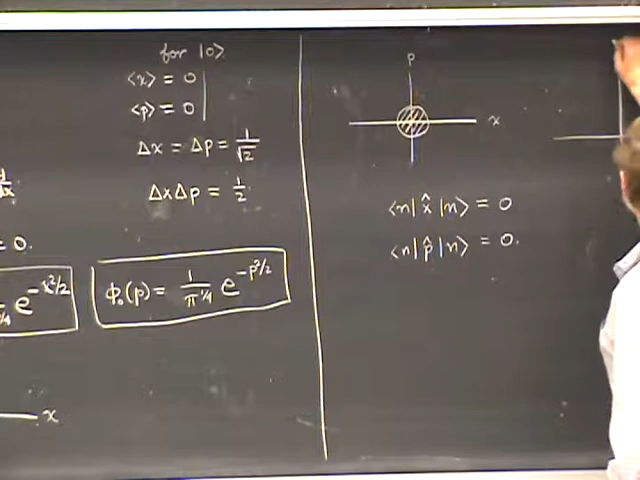 for |0⟩
⟨x⟩ = 0
⟨p⟩ = 0
Δx = Δp = 1/√2
ΔxΔp = 1/2
dx
= 0.
e^{-x²/2}
Φ₀(p) = 1/π^{1/4} e^{-p²/2}
x
p
x
⟨n|x̂|n⟩ = 0
⟨n|p̂|n⟩ = 0.